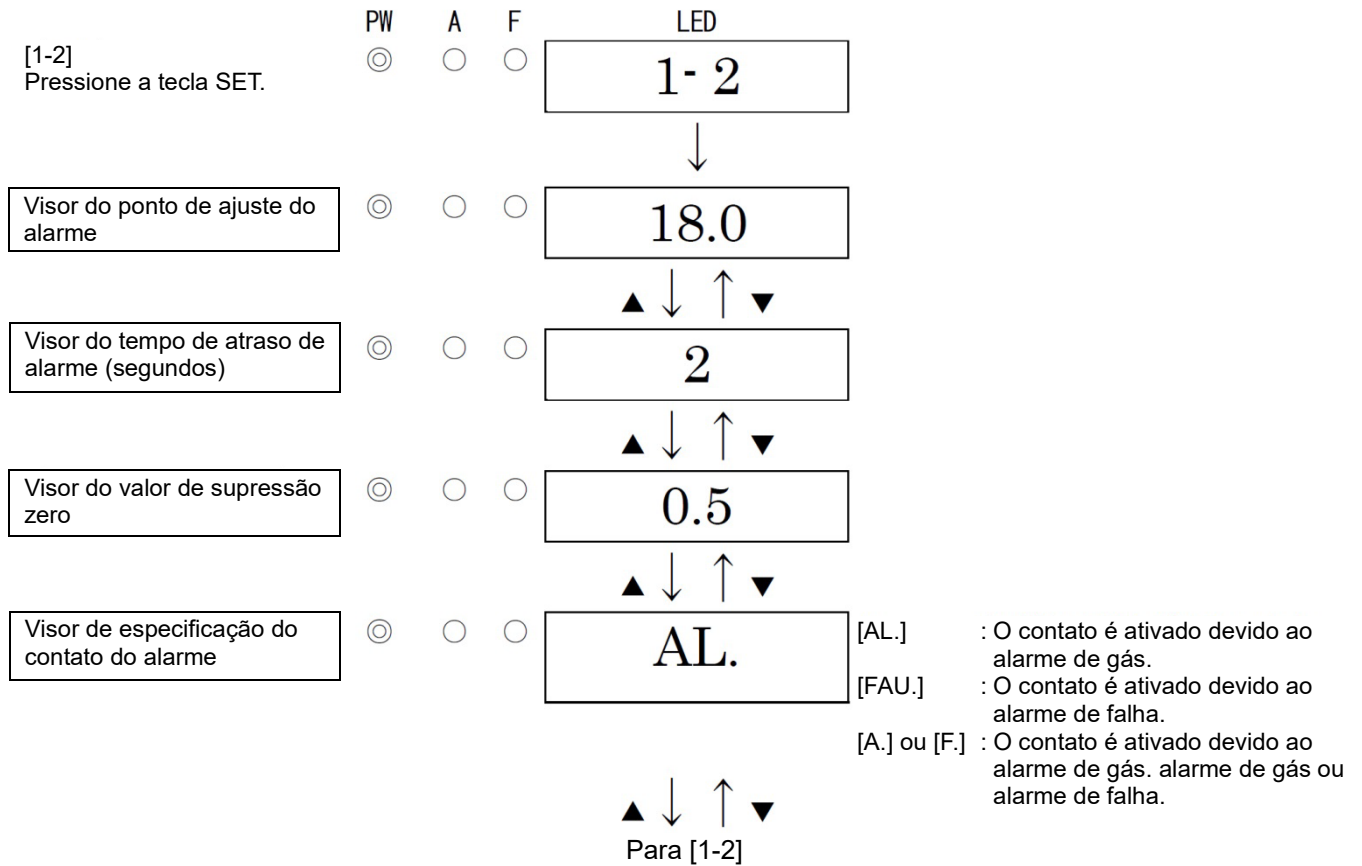 PW A F LED
[1-2]
Pressione a tecla SET.
1- 2
↓
Visor do ponto de ajuste do
alarme
18.0
▲ ↓ ↑ ▼
Visor do tempo de atraso de
alarme (segundos)
2
▲ ↓ ↑ ▼
Visor do valor de supressão
zero
0.5
▲ ↓ ↑ ▼
Visor de especificação do
contato do alarme
AL.
[AL.] : O contato é ativado devido ao
alarme de gás.
[FAU.] : O contato é ativado devido ao
alarme de falha.
[A.] ou [F.] : O contato é ativado devido ao
alarme de gás. alarme de gás ou
alarme de falha.
▲ ↓ ↑ ▼
Para [1-2]